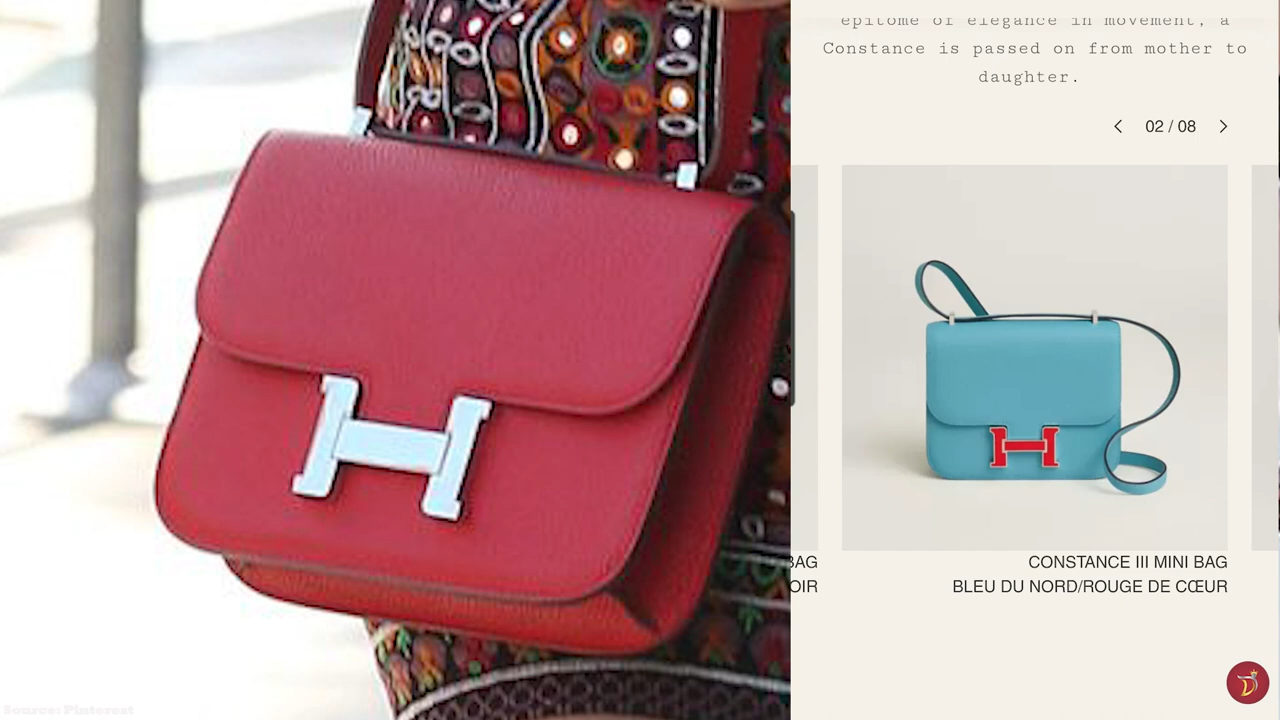 epitome of elegance in movement, a
Constance is passed on from mother to
daughter.
02 / 08
BAG
OIR
CONSTANCE III MINI BAG
BLEU DU NORD/ROUGE DE CŒUR
Source: Pinterest